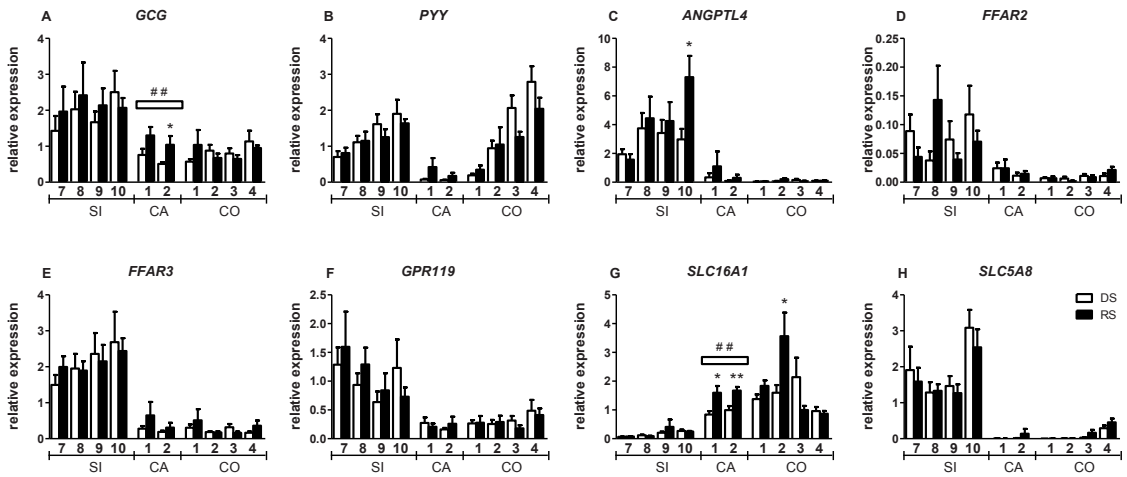 A GCG
relative expression
4
3
2
1
0
##
*
7 8 9 10 1 2 1 2 3 4
SI CA CO
B PYY
relative expression
4
3
2
1
0
7 8 9 10 1 2 1 2 3 4
SI CA CO
C ANGPTL4
relative expression
10
8
6
4
2
0
*
7 8 9 10 1 2 1 2 3 4
SI CA CO
D FFAR2
relative expression
0.25
0.20
0.15
0.10
0.05
0.00
7 8 9 10 1 2 1 2 3 4
SI CA CO
E FFAR3
relative expression
4
3
2
1
0
7 8 9 10 1 2 1 2 3 4
SI CA CO
F GPR119
relative expression
2.5
2.0
1.5
1.0
0.5
0.0
7 8 9 10 1 2 1 2 3 4
SI CA CO
G SLC16A1
relative expression
5
4
3
2
1
0
##
* ** *
7 8 9 10 1 2 1 2 3 4
SI CA CO
H SLC5A8
relative expression
4
3
2
1
0
DS
RS
7 8 9 10 1 2 1 2 3 4
SI CA CO